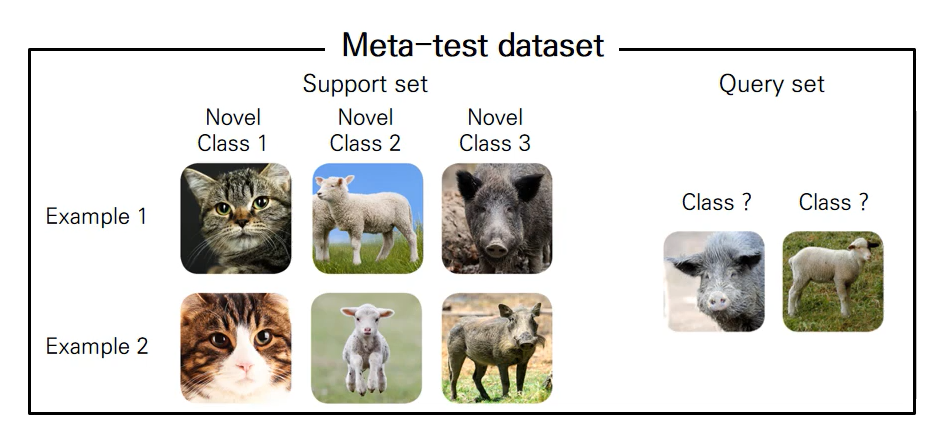 Meta-test dataset
Support set
Query set
Novel
Class 1
Novel
Class 2
Novel
Class 3
Example 1
Class ?
Class ?
Example 2